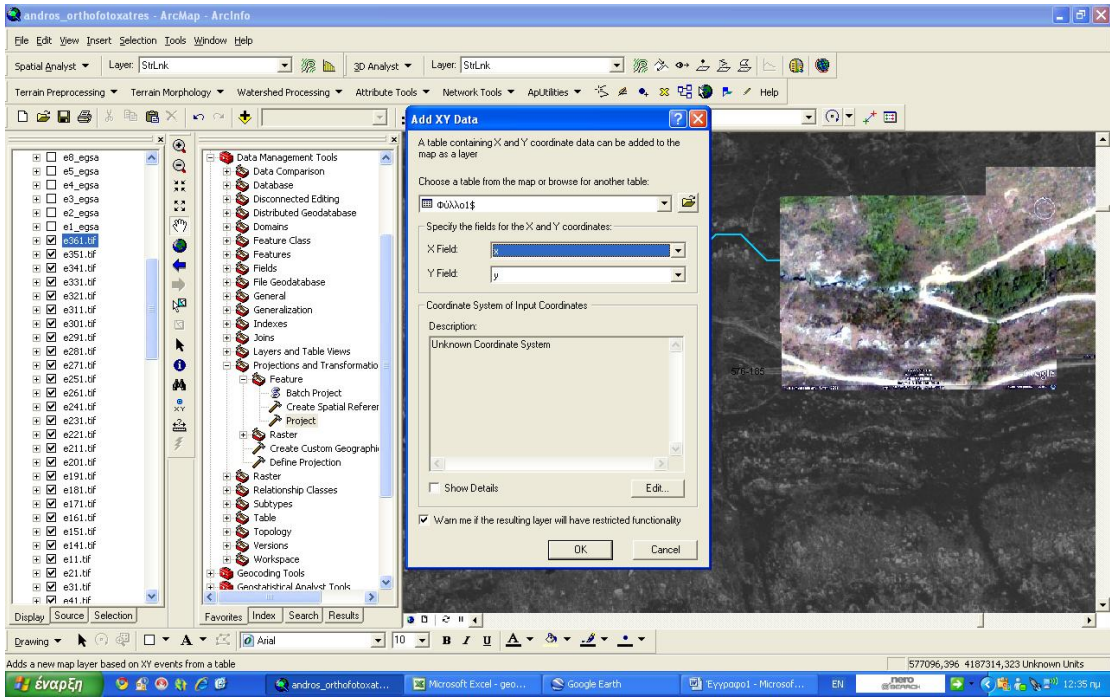 andros_orthofotoxatres - ArcMap - ArcInfo
File Edit View Insert Selection Tools Window Help
Spatial Analyst Layer: StrLnk 3D Analyst Layer: StrLnk
Terrain Preprocessing Terrain Morphology Watershed Processing Attribute Tools Network Tools ApUtilities Help
Add XY Data
A table containing X and Y coordinate data can be added to the
map as a layer
Choose a table from the map or browse for another table:
Φύλλο1$
Specify the fields for the X and Y coordinates:
X Field: x
Y Field: y
Coordinate System of Input Coordinates
Description:
Unknown Coordinate System
Show Details Edit...
Warn me if the resulting layer will have restricted functionality
OK Cancel
e8_egsa
e5_egsa
e4_egsa
e3_egsa
e2_egsa
e1_egsa
e361.tif
e351.tif
e341.tif
e331.tif
e321.tif
e311.tif
e301.tif
e291.tif
e281.tif
e271.tif
e251.tif
e261.tif
e241.tif
e231.tif
e221.tif
e211.tif
e201.tif
e191.tif
e181.tif
e171.tif
e161.tif
e151.tif
e141.tif
e11.tif
e21.tif
e31.tif
e41.tif
Display Source Selection
XY
Data Management Tools
Data Comparison
Database
Disconnected Editing
Distributed Geodatabase
Domains
Feature Class
Features
Fields
File Geodatabase
General
Generalization
Indexes
Joins
Layers and Table Views
Projections and Transformatio
Feature
Batch Project
Create Spatial Referer
Project
Raster
Create Custom Geographi
Define Projection
Raster
Relationship Classes
Subtypes
Table
Topology
Versions
Workspace
Geocoding Tools
Geostatistical Analyst Tools
Favorites Index Search Results
576-185
Drawing A Arial 10 B I U A
Adds a new map layer based on XY events from a table
577096,396 4187314,323 Unknown Units
έναρξη andros_orthofotoxat... Microsoft Excel - geo... Google Earth Έγγραφο1 - Microsof... EN nero SEARCH 12:35 πμ